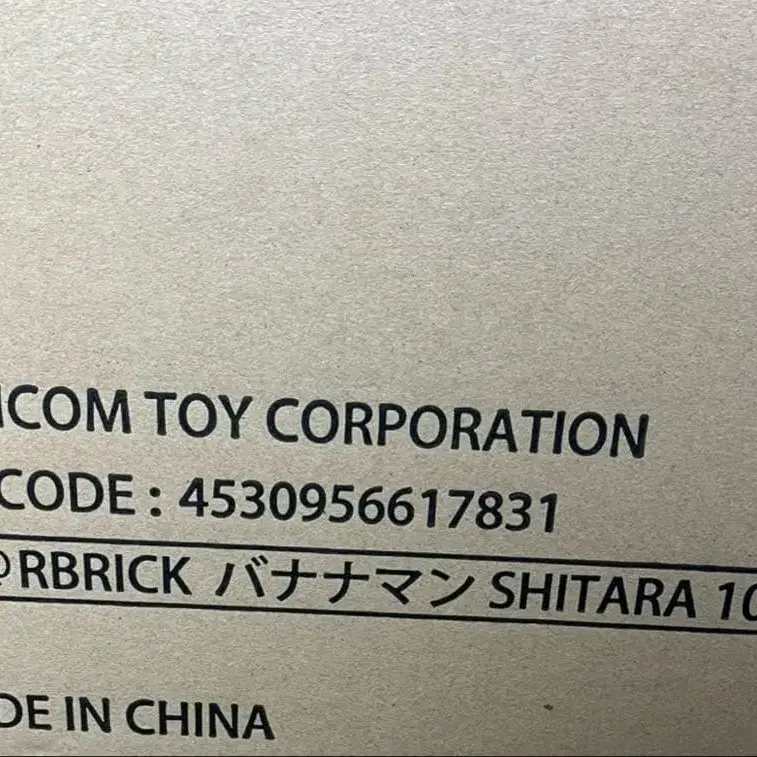 ICOM TOY CORPORATION
CODE : 4530956617831
@RBRICK バナナマン SHITARA 10
DE IN CHINA